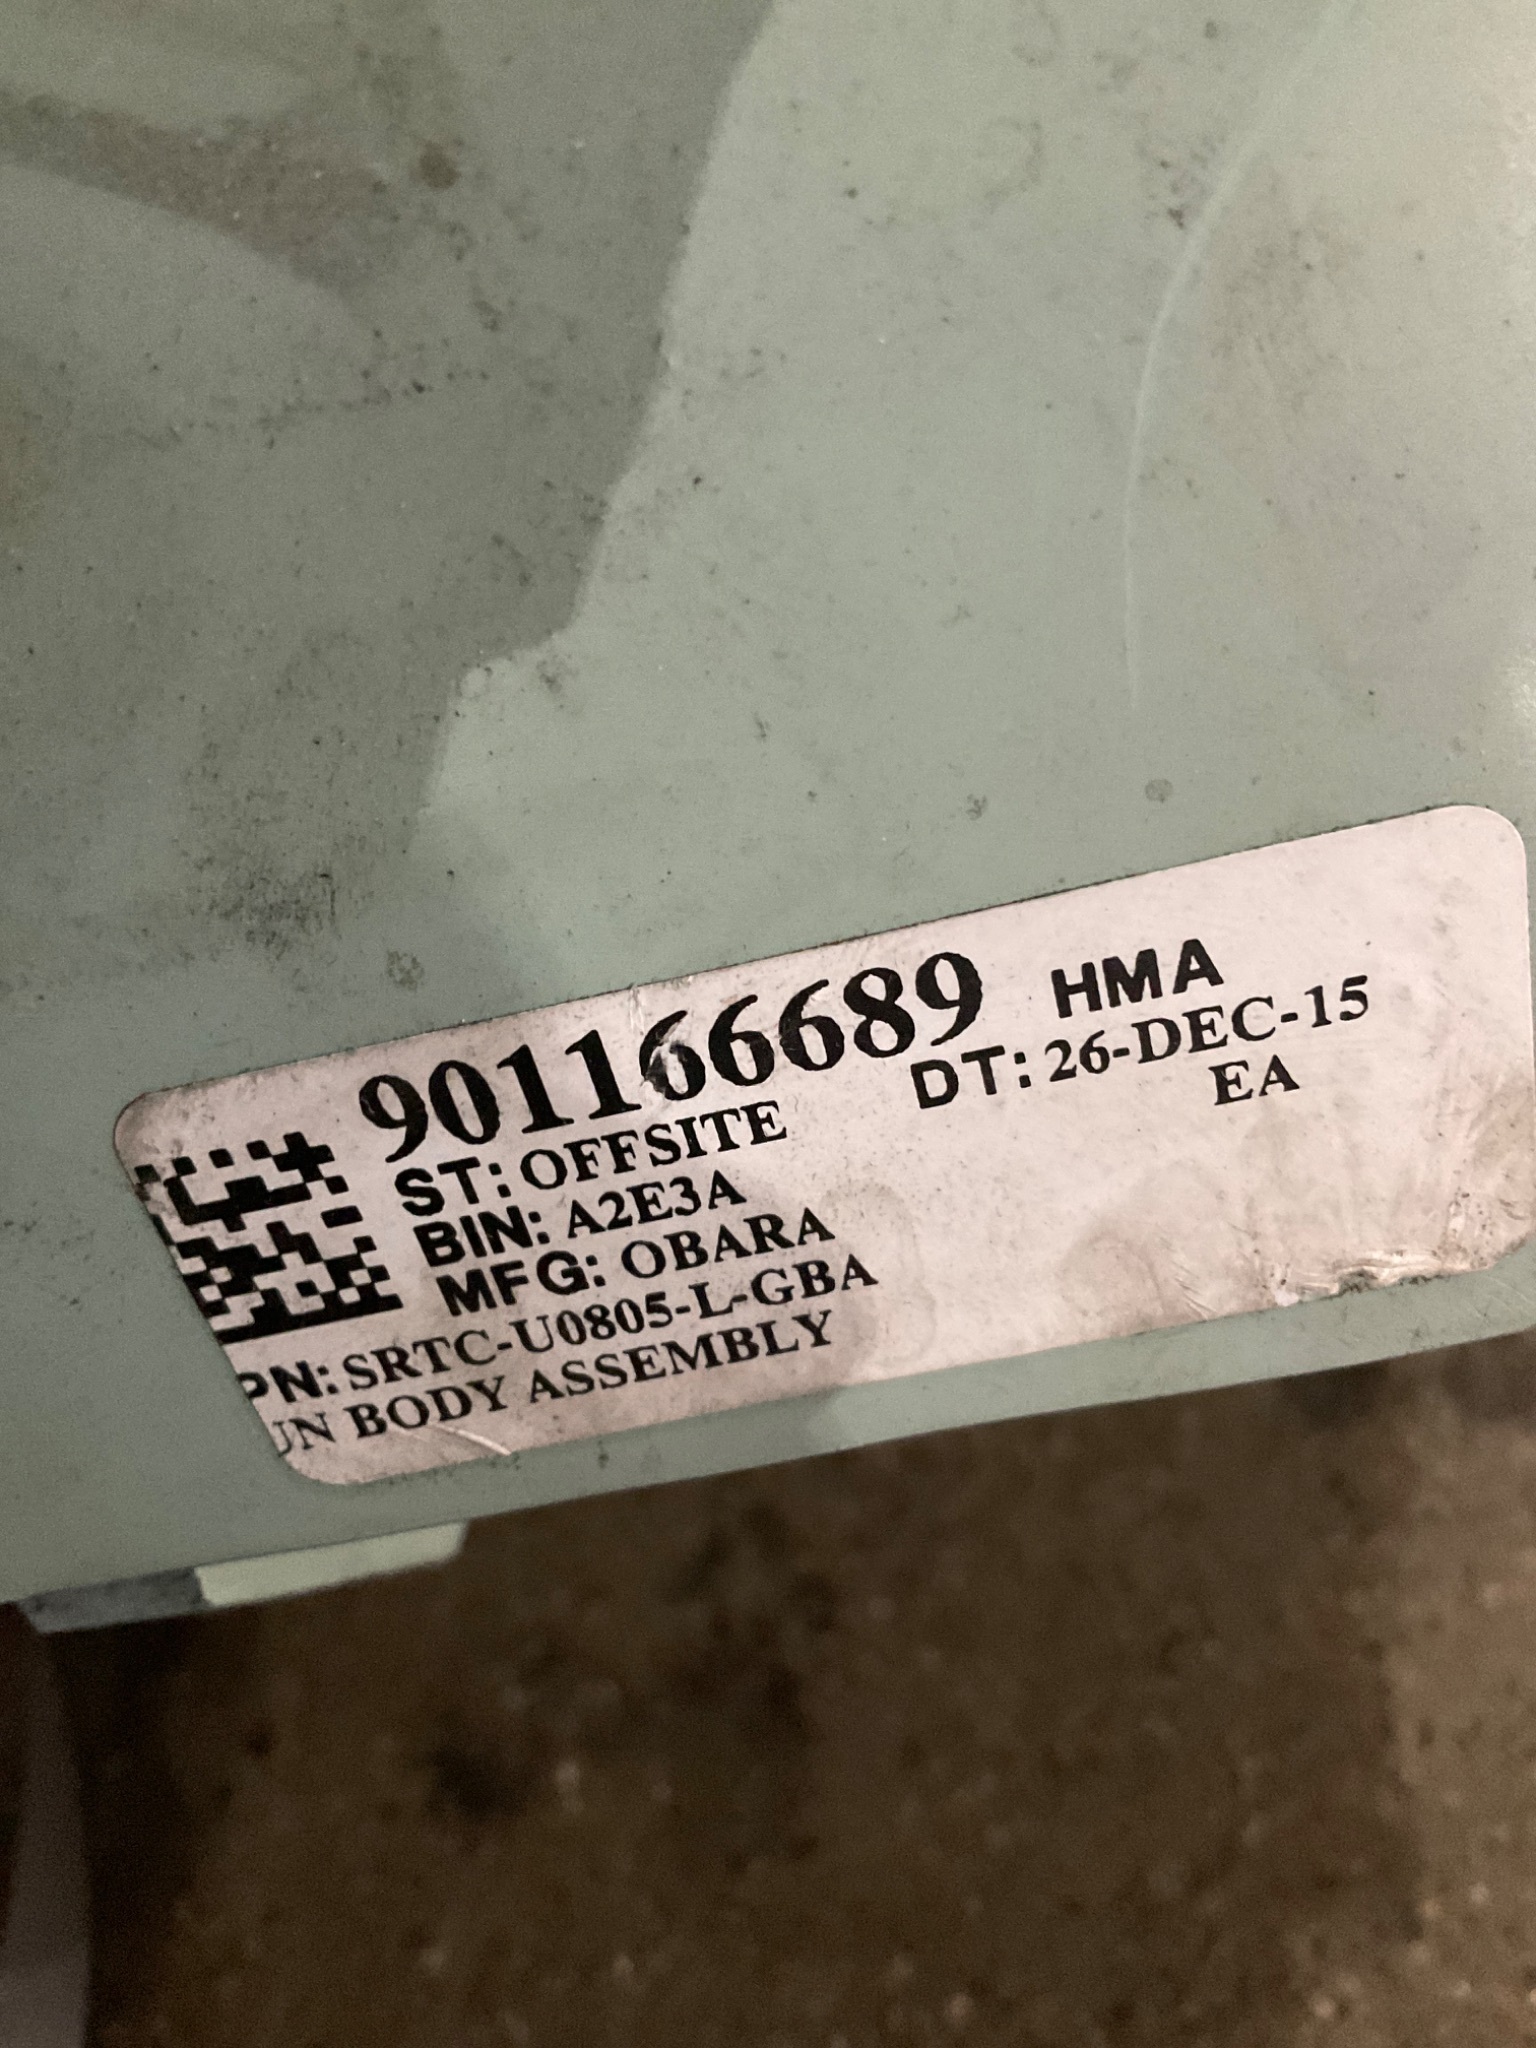 901166689 HMA
ST: OFFSITE DT: 26-DEC-15
BIN: A2E3A EA
MFG: OBARA
PN: SRTC-U0805-L-GBA
UN BODY ASSEMBLY